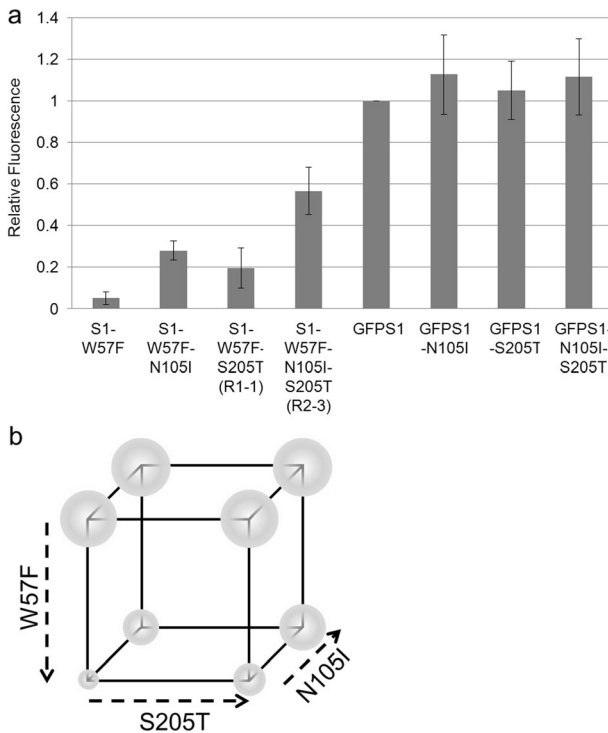 a
1.4
1.2
1
0.8
0.6
0.4
0.2
0
Relative Fluorescence
S1-
W57F
S1-
W57F-
N105I
S1-
W57F-
S205T
(R1-1)
S1-
W57F-
N105I-
S205T
(R2-3)
GFPS1
GFPS1
-N105I
GFPS1
-S205T
GFPS1-
N105I-
S205T
b
W57F
S205T
N105I